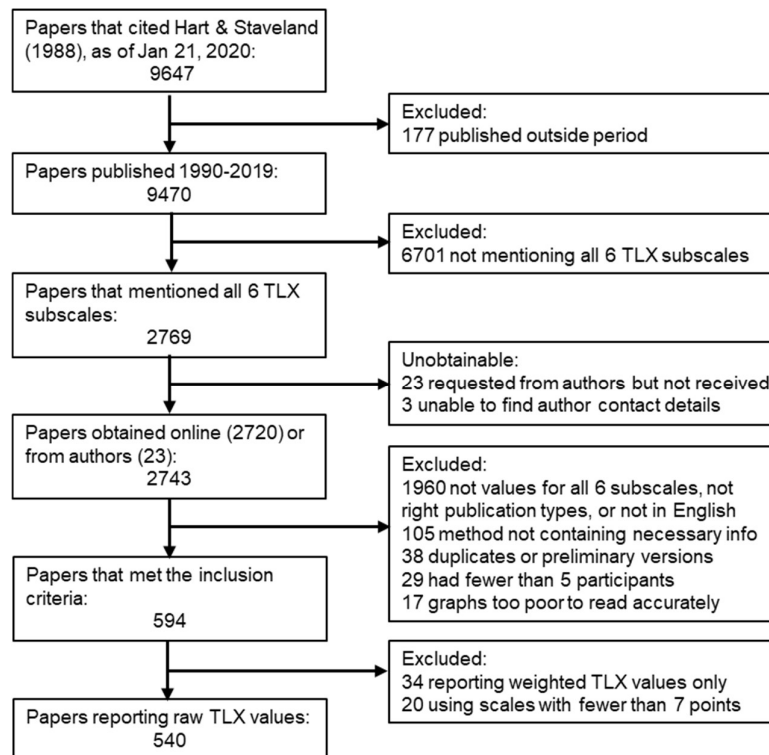 Papers that cited Hart & Staveland
(1988), as of Jan 21, 2020:
9647
Excluded:
177 published outside period
Papers published 1990-2019:
9470
Excluded:
6701 not mentioning all 6 TLX subscales
Papers that mentioned all 6 TLX
subscales:
2769
Unobtainable:
23 requested from authors but not received
3 unable to find author contact details
Papers obtained online (2720) or
from authors (23):
2743
Excluded:
1960 not values for all 6 subscales, not
right publication types, or not in English
105 method not containing necessary info
38 duplicates or preliminary versions
29 had fewer than 5 participants
17 graphs too poor to read accurately
Papers that met the inclusion
criteria:
594
Excluded:
34 reporting weighted TLX values only
20 using scales with fewer than 7 points
Papers reporting raw TLX values:
540